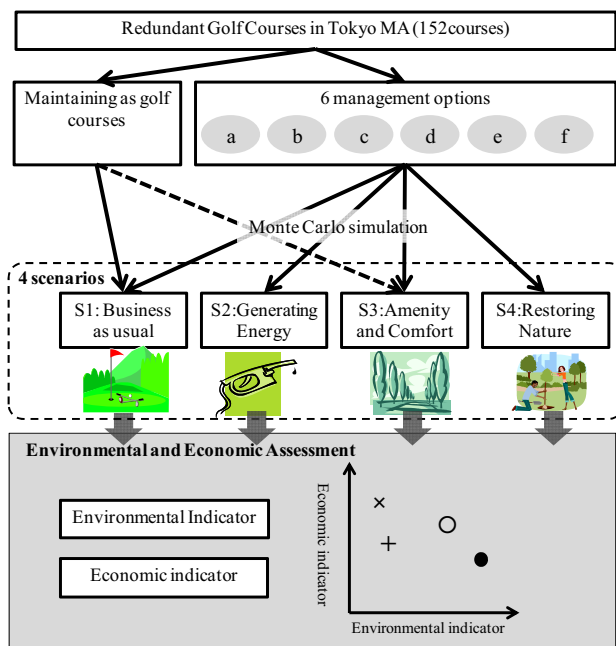 Redundant Golf Courses in Tokyo MA (152courses)
Maintaining as golf
courses
6 management options
a b c d e f
Monte Carlo simulation
4 scenarios
S1: Business
as usual
S2:Generating
Energy
S3:Amenity
and Comfort
S4:Restoring
Nature
Environmental and Economic Assessment
Environmental Indicator
Economic indicator
Economic
indicator
Environmental indicator